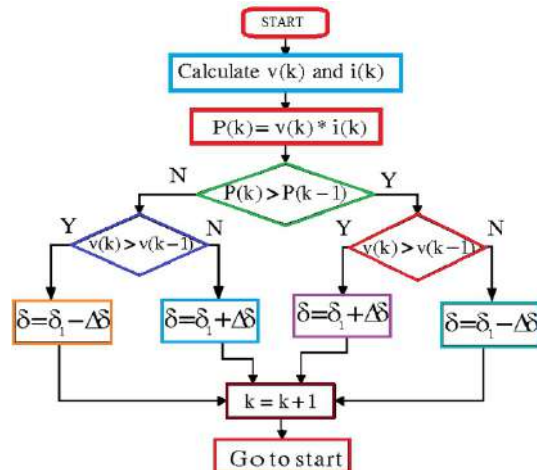 START
Calculate v(k) and i(k)
P(k)= v(k)* i(k)
N
P(k)>P(k-1)
Y
Y
v(k)>v(k-1)
N
Y
v(k)>v(k-1)
N
δ=δ₁-Δδ
δ=δ₁+Δδ
δ=δ₁+Δδ
δ=δ₁-Δδ
k = k+1
Go to start